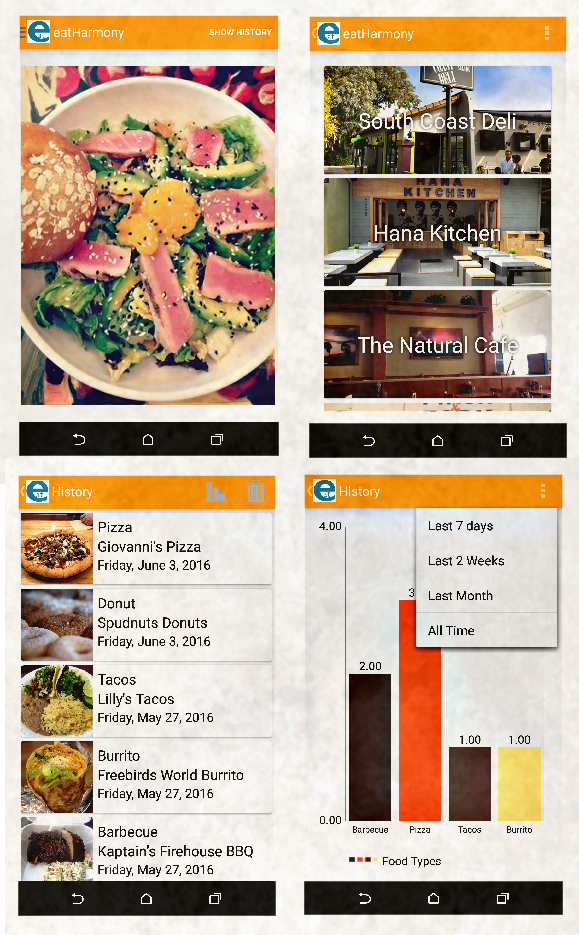 eatHarmony
SHOW HISTORY
eatHarmony
DELI
South Coast Deli
HANA
KITCHEN
Hana Kitchen
The Natural Cafe
History
Pizza
Giovanni's Pizza
Friday, June 3, 2016
Donut
Spudnuts Donuts
Friday, June 3, 2016
Tacos
Lilly's Tacos
Friday, May 27, 2016
Burrito
Freebirds World Burrito
Friday, May 27, 2016
Barbecue
Kaptain's Firehouse BBQ
Friday, May 27, 2016
History
Last 7 days
Last 2 Weeks
Last Month
All Time
4.00
3
2.00
1.00
1.00
0.00
Barbecue
Pizza
Tacos
Burrito
Food Types